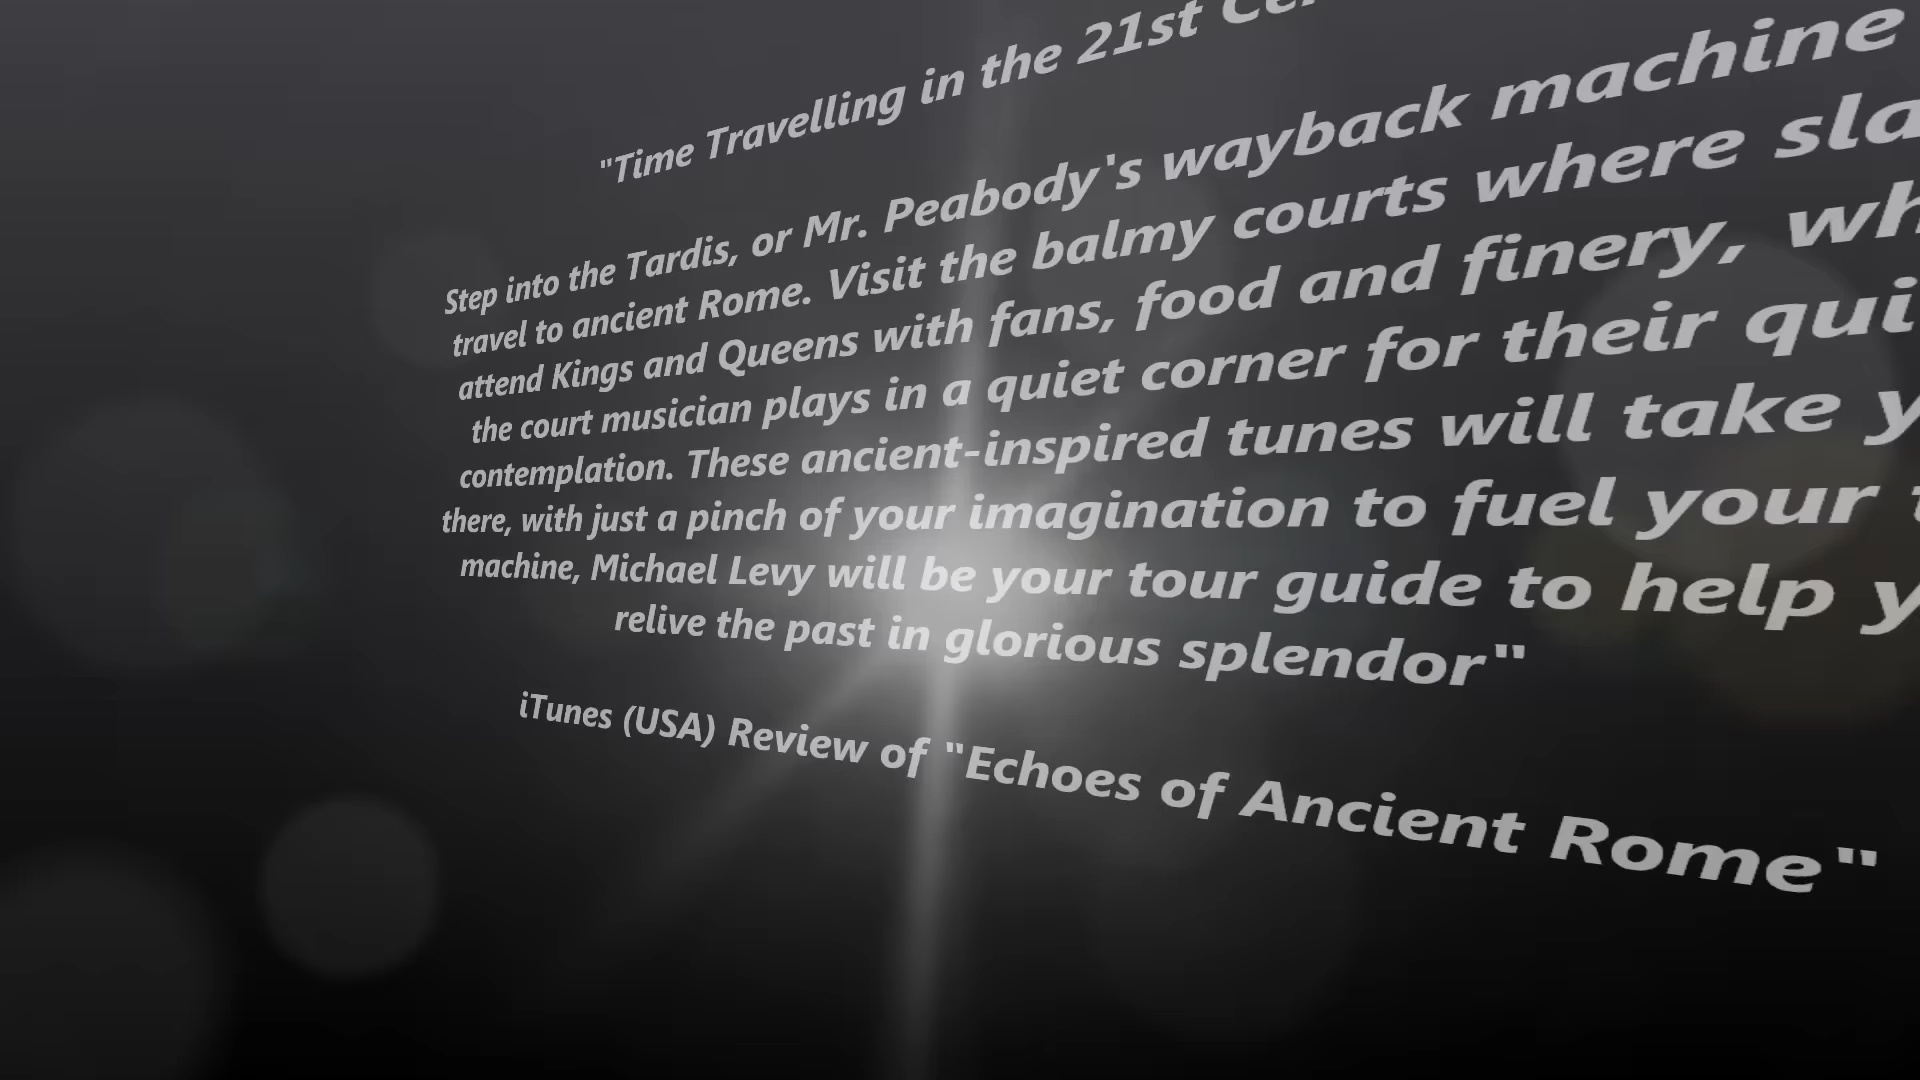 "Time Travelling in the 21st
Step into the Tardis, or Mr. Peabody's wayback machine
travel to ancient Rome. Visit the balmy courts where
attend Kings and Queens with fans, food and finery,
the court musician plays in a quiet corner for their
contemplation. These ancient-inspired tunes will take
there, with just a pinch of your imagination to fuel your
machine, Michael Levy will be your tour guide to help
relive the past in glorious splendor"
iTunes (USA) Review of "Echoes of Ancient Rome"